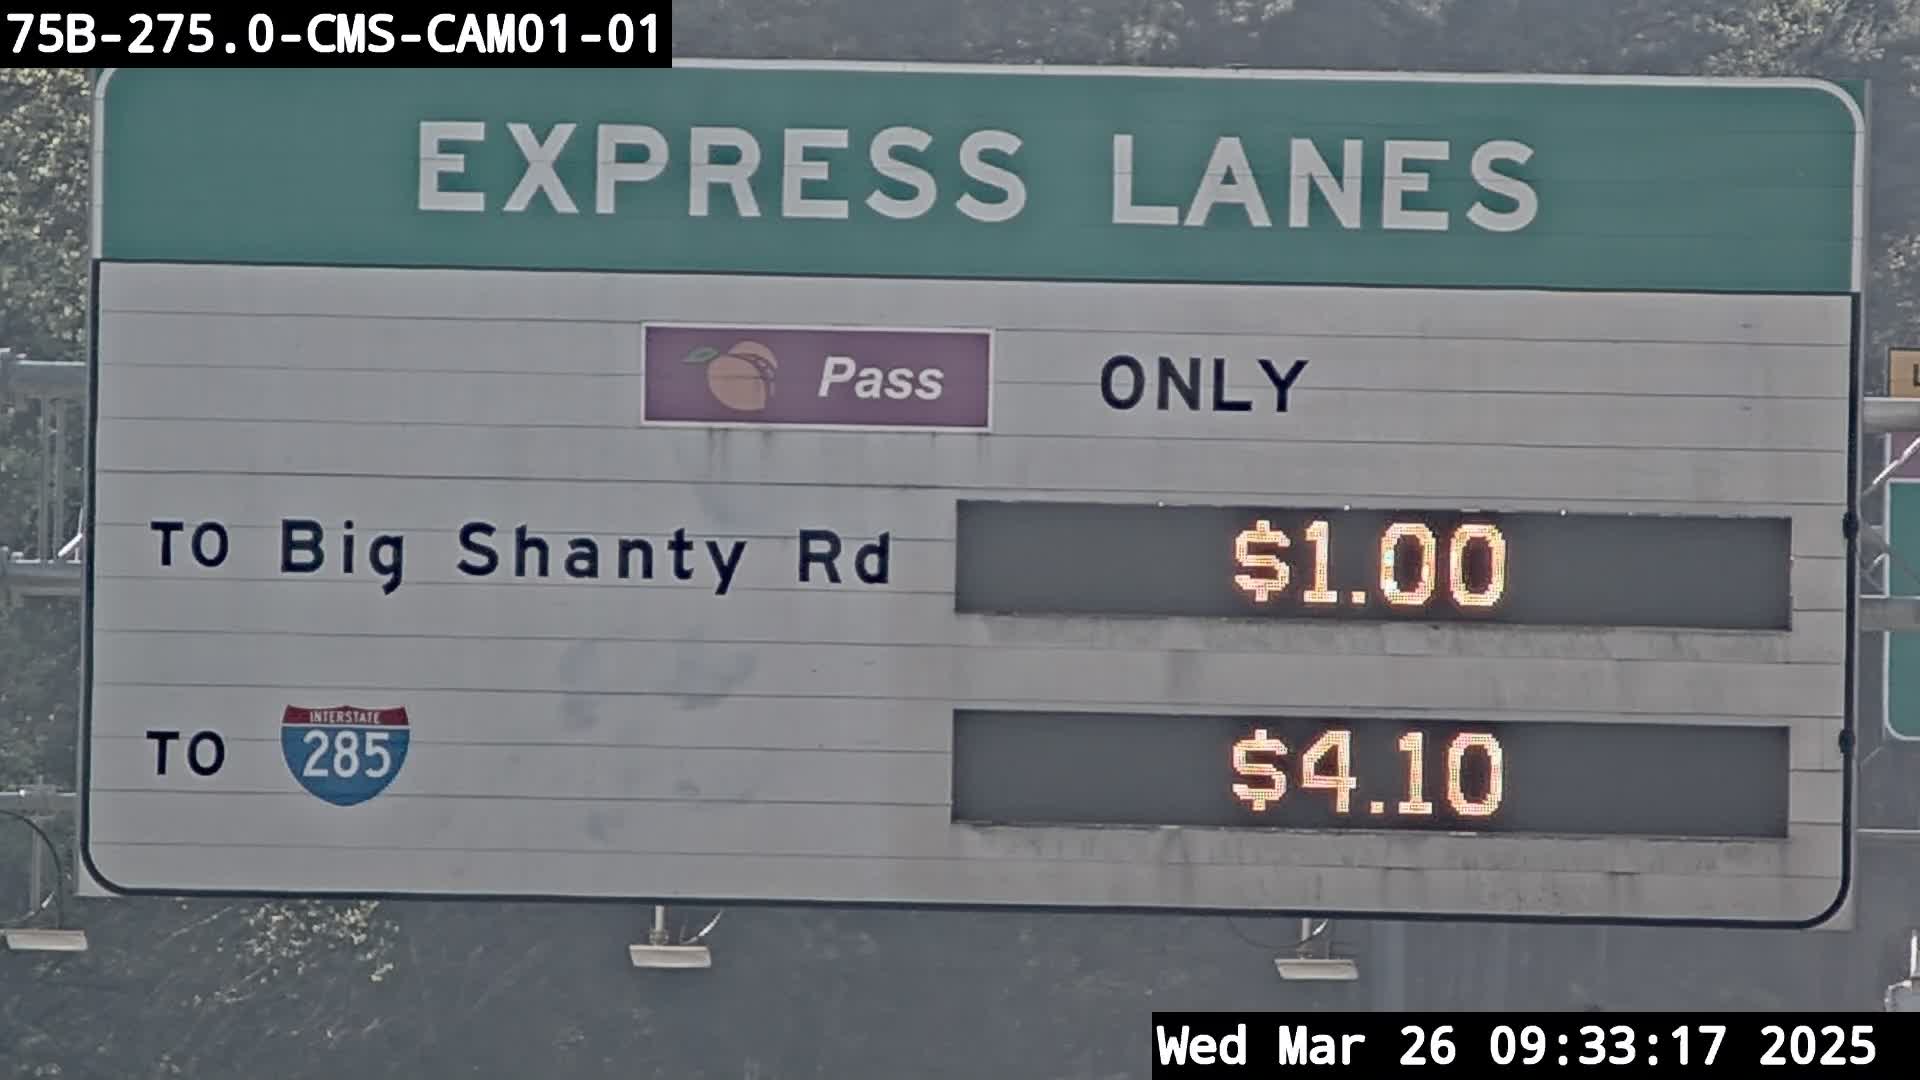 75B-275.0-CMS-CAM01-01
EXPRESS LANES
Pass ONLY
TO Big Shanty Rd $1.00
INTERSTATE
TO 285 $4.10
Wed Mar 26 09:33:17 2025